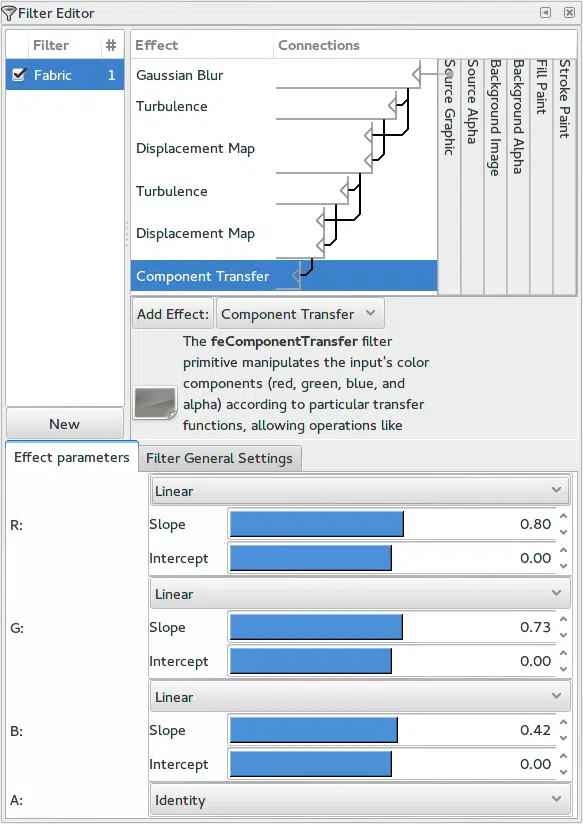 Filter Editor
Filter #
Effect Connections
Fabric 1
Gaussian Blur
Turbulence
Displacement Map
Turbulence
Displacement Map
Component Transfer
Source Graphic
Source Alpha
Background Image
Background Alpha
Fill Paint
Stroke Paint
Add Effect: Component Transfer
The feComponentTransfer filter
primitive manipulates the input's color
components (red, green, blue, and
alpha) according to particular transfer
functions, allowing operations like
New
Effect parameters Filter General Settings
Linear
R:
Slope 0.80
Intercept 0.00
Linear
G:
Slope 0.73
Intercept 0.00
Linear
B:
Slope 0.42
Intercept 0.00
A: Identity